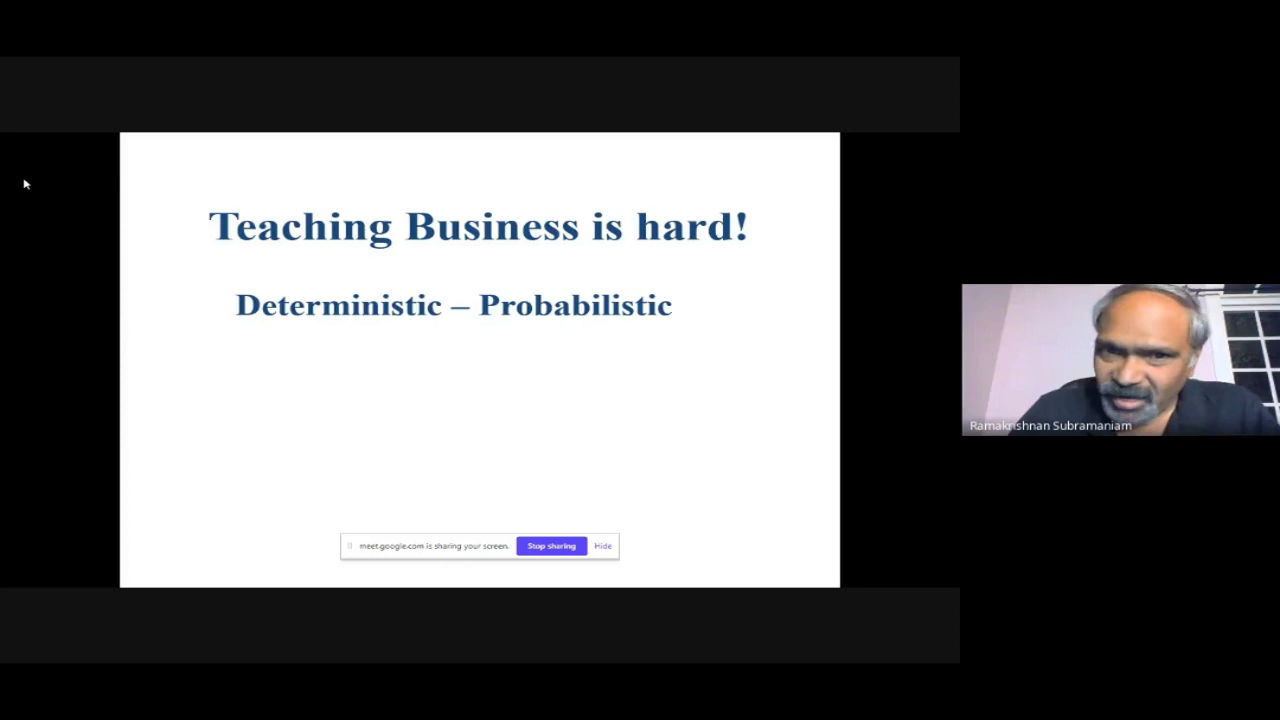 Teaching Business is hard!
Deterministic – Probabilistic
meet.google.com is sharing your screen. Stop sharing Hide
Ramakrishnan Subramaniam